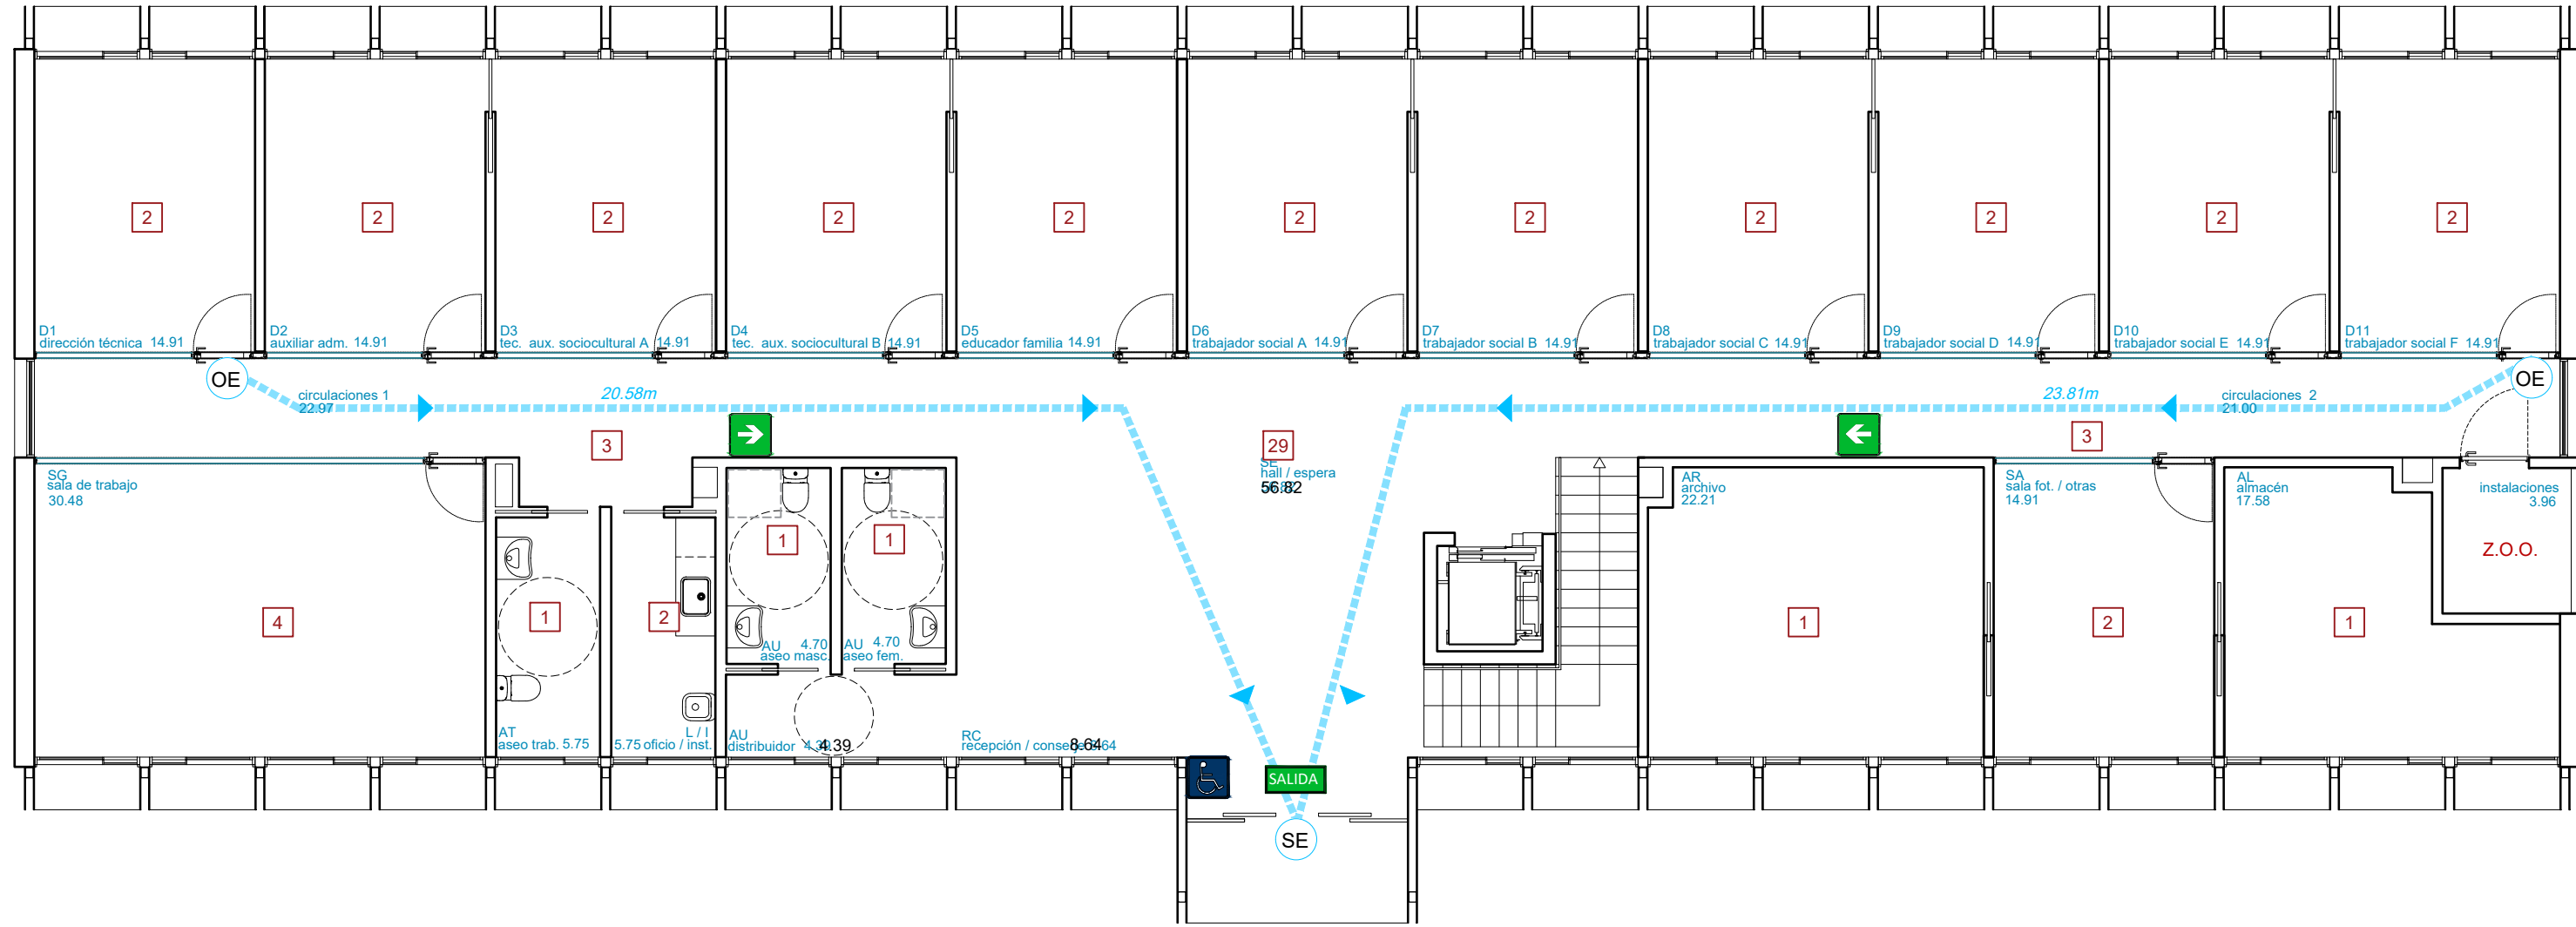 2
2
2
2
2
2
2
2
2
2
2
D1
dirección técnica 14.91
D2
auxiliar adm. 14.91
D3
tec. aux. sociocultural A 14.91
D4
tec. aux. sociocultural B 14.91
D5
educador familia 14.91
D6
trabajador social A 14.91
D7
trabajador social B 14.91
D8
trabajador social C 14.91
D9
trabajador social D 14.91
D10
trabajador social E 14.91
D11
trabajador social F 14.91
OE
circulaciones 1
22.97
20.58m
23.81m
circulaciones 2
21.00
OE
3
29
3
SG
sala de trabajo
30.48
SE
hall / espera
56.82
AR
archivo
22.21
SA
sala fot. / otras
14.91
AL
almacén
17.58
instalaciones
3.96
Z.O.O.
1
1
4
1
2
1
2
1
AU 4.70
aseo masc.
AU 4.70
aseo fem.
AT
aseo trab. 5.75
L / I
5.75 oficio / inst.
AU
distribuidor 4.39
RC
recepción / conserje 8.64
SALIDA
SE